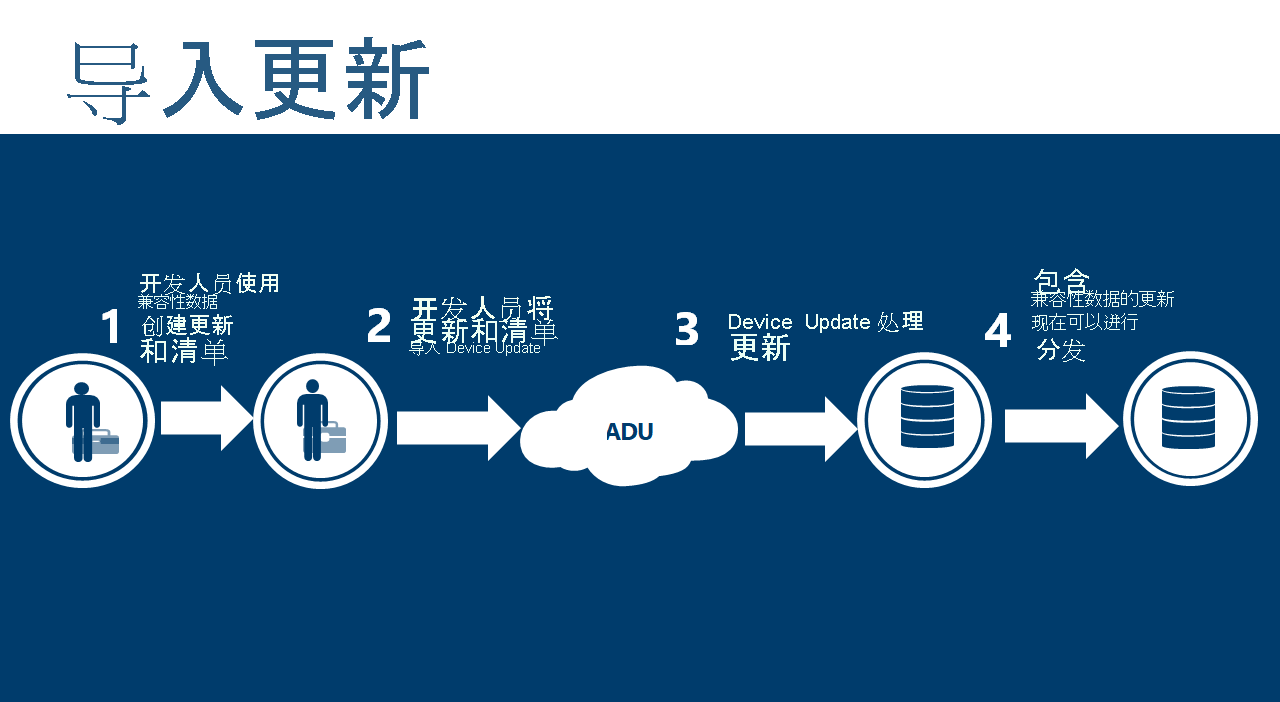 导入更新
1
开发人员使用
兼容性数据
创建更新
和清单
2
开发人员将
更新和清单
导入 Device Update
3
Device Update 处理
更新
4
包含
兼容性数据的更新
现在可以进行
分发
ADU